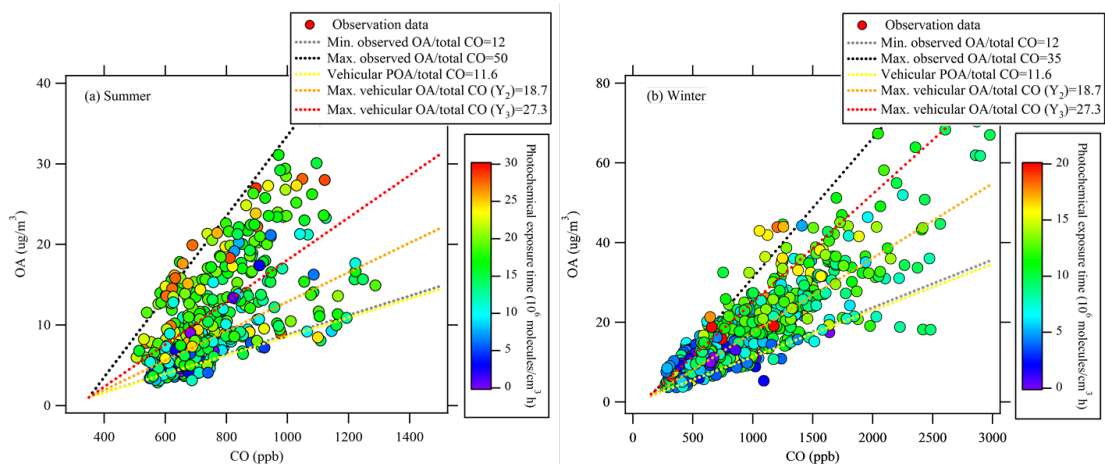 Observation data
Min. observed OA/total CO=12
Max. observed OA/total CO=50
Vehicular POA/total CO=11.6
Max. vehicular OA/total CO (Y2)=18.7
Max. vehicular OA/total CO (Y3)=27.3
(a) Summer
OA (ug/m3)
40
30
20
10
0
400
600
800
1000
1200
1400
CO (ppb)
30
25
20
15
10
5
0
Photochemical exposure time (10^6 molecules/cm^3 h)
Observation data
Min. observed OA/total CO=12
Max. observed OA/total CO=35
Vehicular POA/total CO=11.6
Max. vehicular OA/total CO (Y2)=18.7
Max. vehicular OA/total CO (Y3)=27.3
(b) Winter
OA (ug/m3)
80
60
40
20
0
0
500
1000
1500
2000
2500
3000
CO (ppb)
20
15
10
5
0
Photochemical exposure time (10^6 molecules/cm^3 h)